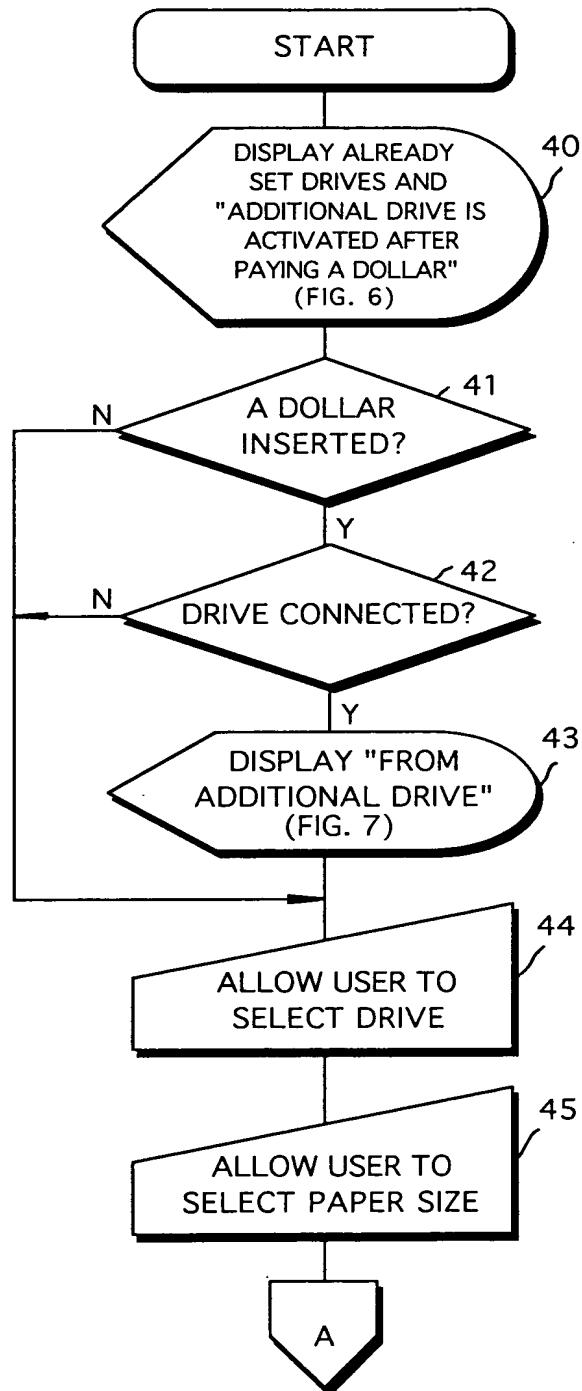 START
DISPLAY ALREADY
SET DRIVES AND
"ADDITIONAL DRIVE IS
ACTIVATED AFTER
PAYING A DOLLAR"
(FIG. 6)
40
A DOLLAR
INSERTED?
41
N
Y
DRIVE CONNECTED?
42
N
Y
DISPLAY "FROM
ADDITIONAL DRIVE"
(FIG. 7)
43
ALLOW USER TO
SELECT DRIVE
44
ALLOW USER TO
SELECT PAPER SIZE
45
A